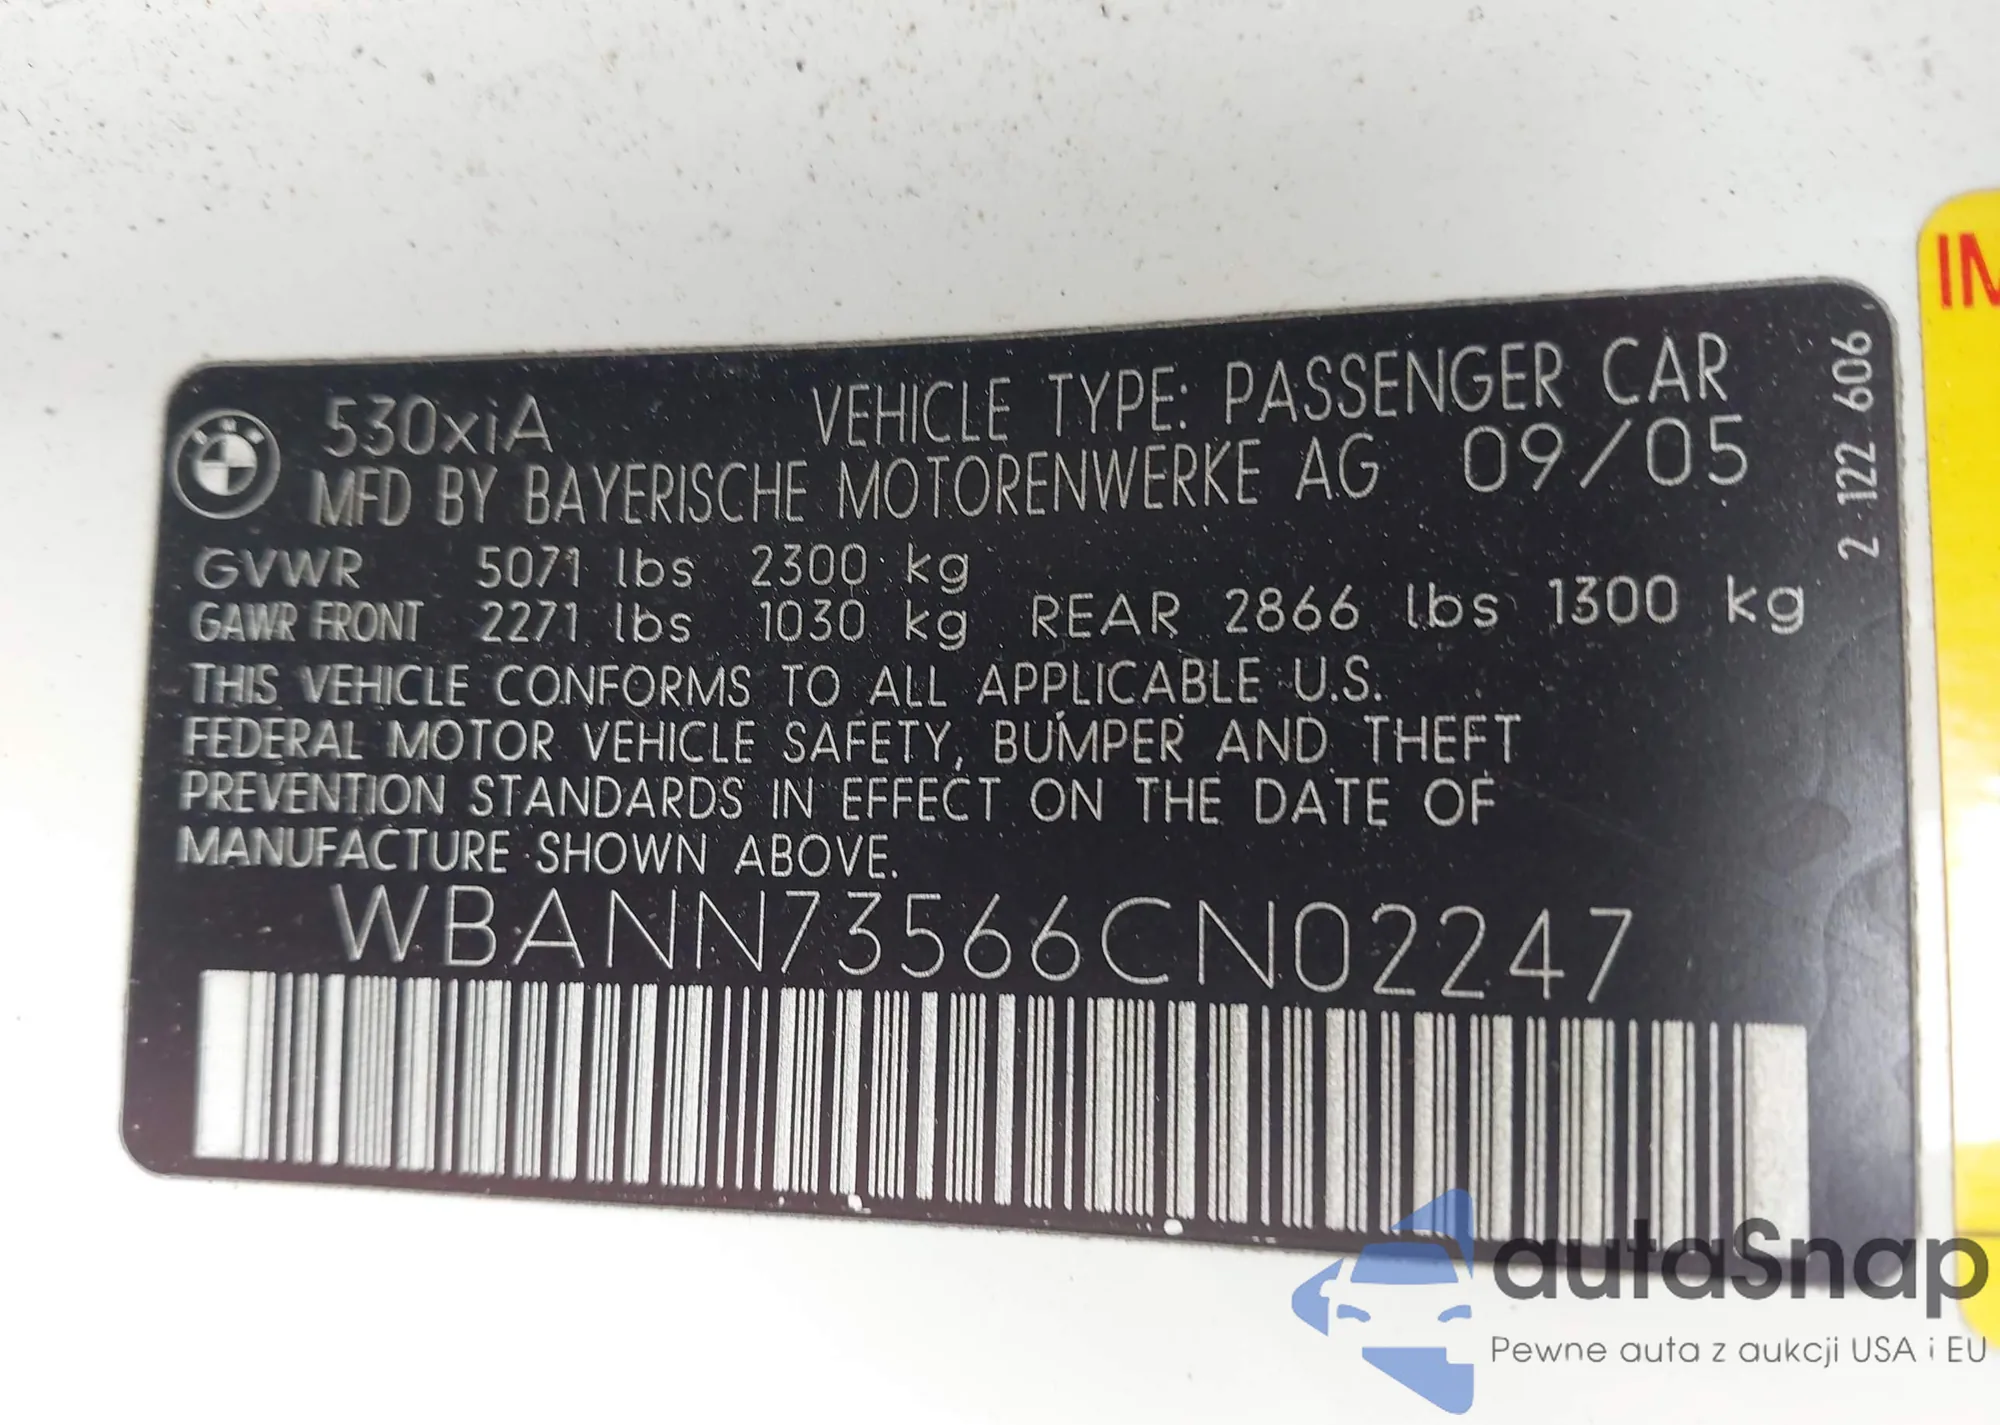 530xiA VEHICLE TYPE: PASSENGER CAR
MFD BY BAYERISCHE MOTORENWERKE AG 09/05
GVWR 5071 lbs 2300 kg
GAWR FRONT 2271 lbs 1030 kg REAR 2866 lbs 1300 kg
THIS VEHICLE CONFORMS TO ALL APPLICABLE U.S.
FEDERAL MOTOR VEHICLE SAFETY, BUMPER AND THEFT
PREVENTION STANDARDS IN EFFECT ON THE DATE OF
MANUFACTURE SHOWN ABOVE.
WBANN73566CN02247
2 122 606
autaSnap
Pewne auta z aukcji USA i EU